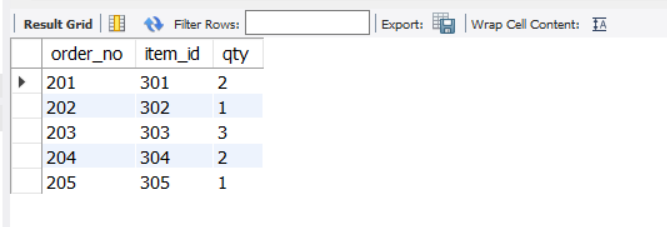 Result Grid Filter Rows: Export: Wrap Cell Content: IA
order_no item_id qty
201 301 2
202 302 1
203 303 3
204 304 2
205 305 1